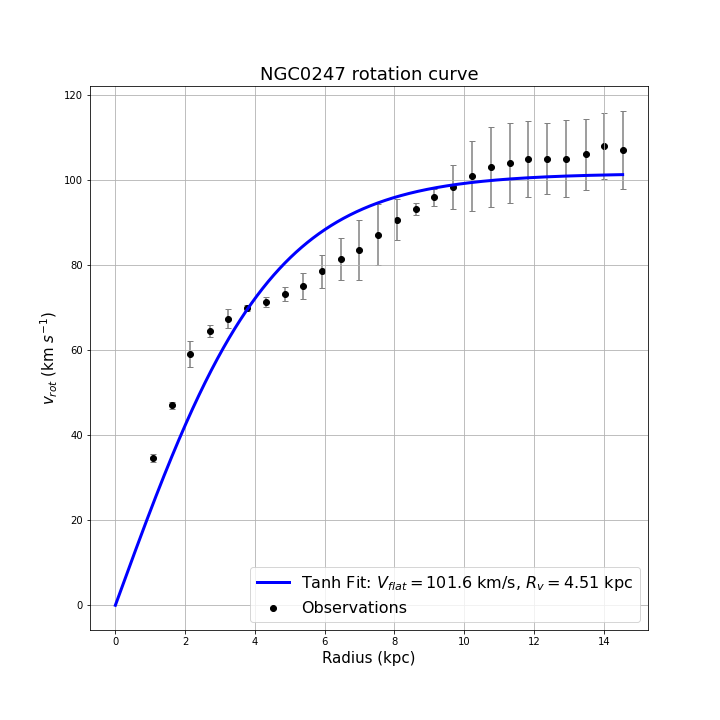 NGC0247 rotation curve
120
100
80
60
40
20
0
v_rot (km s⁻¹)
0 2 4 6 8 10 12 14
Radius (kpc)
Tanh Fit: V_flat = 101.6 km/s, R_v = 4.51 kpc
Observations